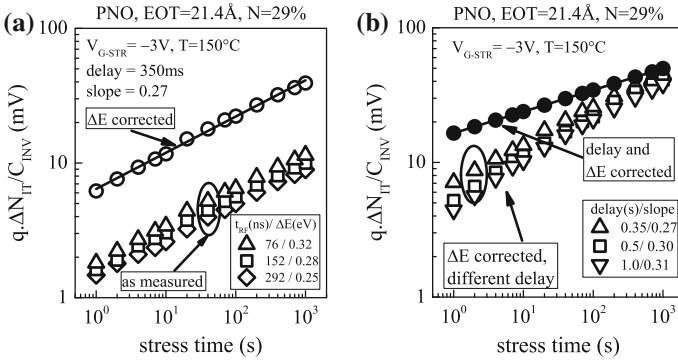 (a) PNO, EOT=21.4Å, N=29%
V_G-STR = −3V, T=150°C
delay = 350ms
slope = 0.27
ΔE corrected
t_RF(ns)/ ΔE(eV)
76 / 0.32
152 / 0.28
292 / 0.25
as measured
q.ΔN_IT/C_INV (mV)
100
10
1
10^0 10^1 10^2 10^3
stress time (s)
(b) PNO, EOT=21.4Å, N=29%
V_G-STR = −3V, T=150°C
delay and
ΔE corrected
delay(s)/slope
0.35/0.27
0.5/ 0.30
1.0/0.31
ΔE corrected,
different delay
q.ΔN_IT/C_INV (mV)
100
10
1
10^0 10^1 10^2 10^3
stress time (s)